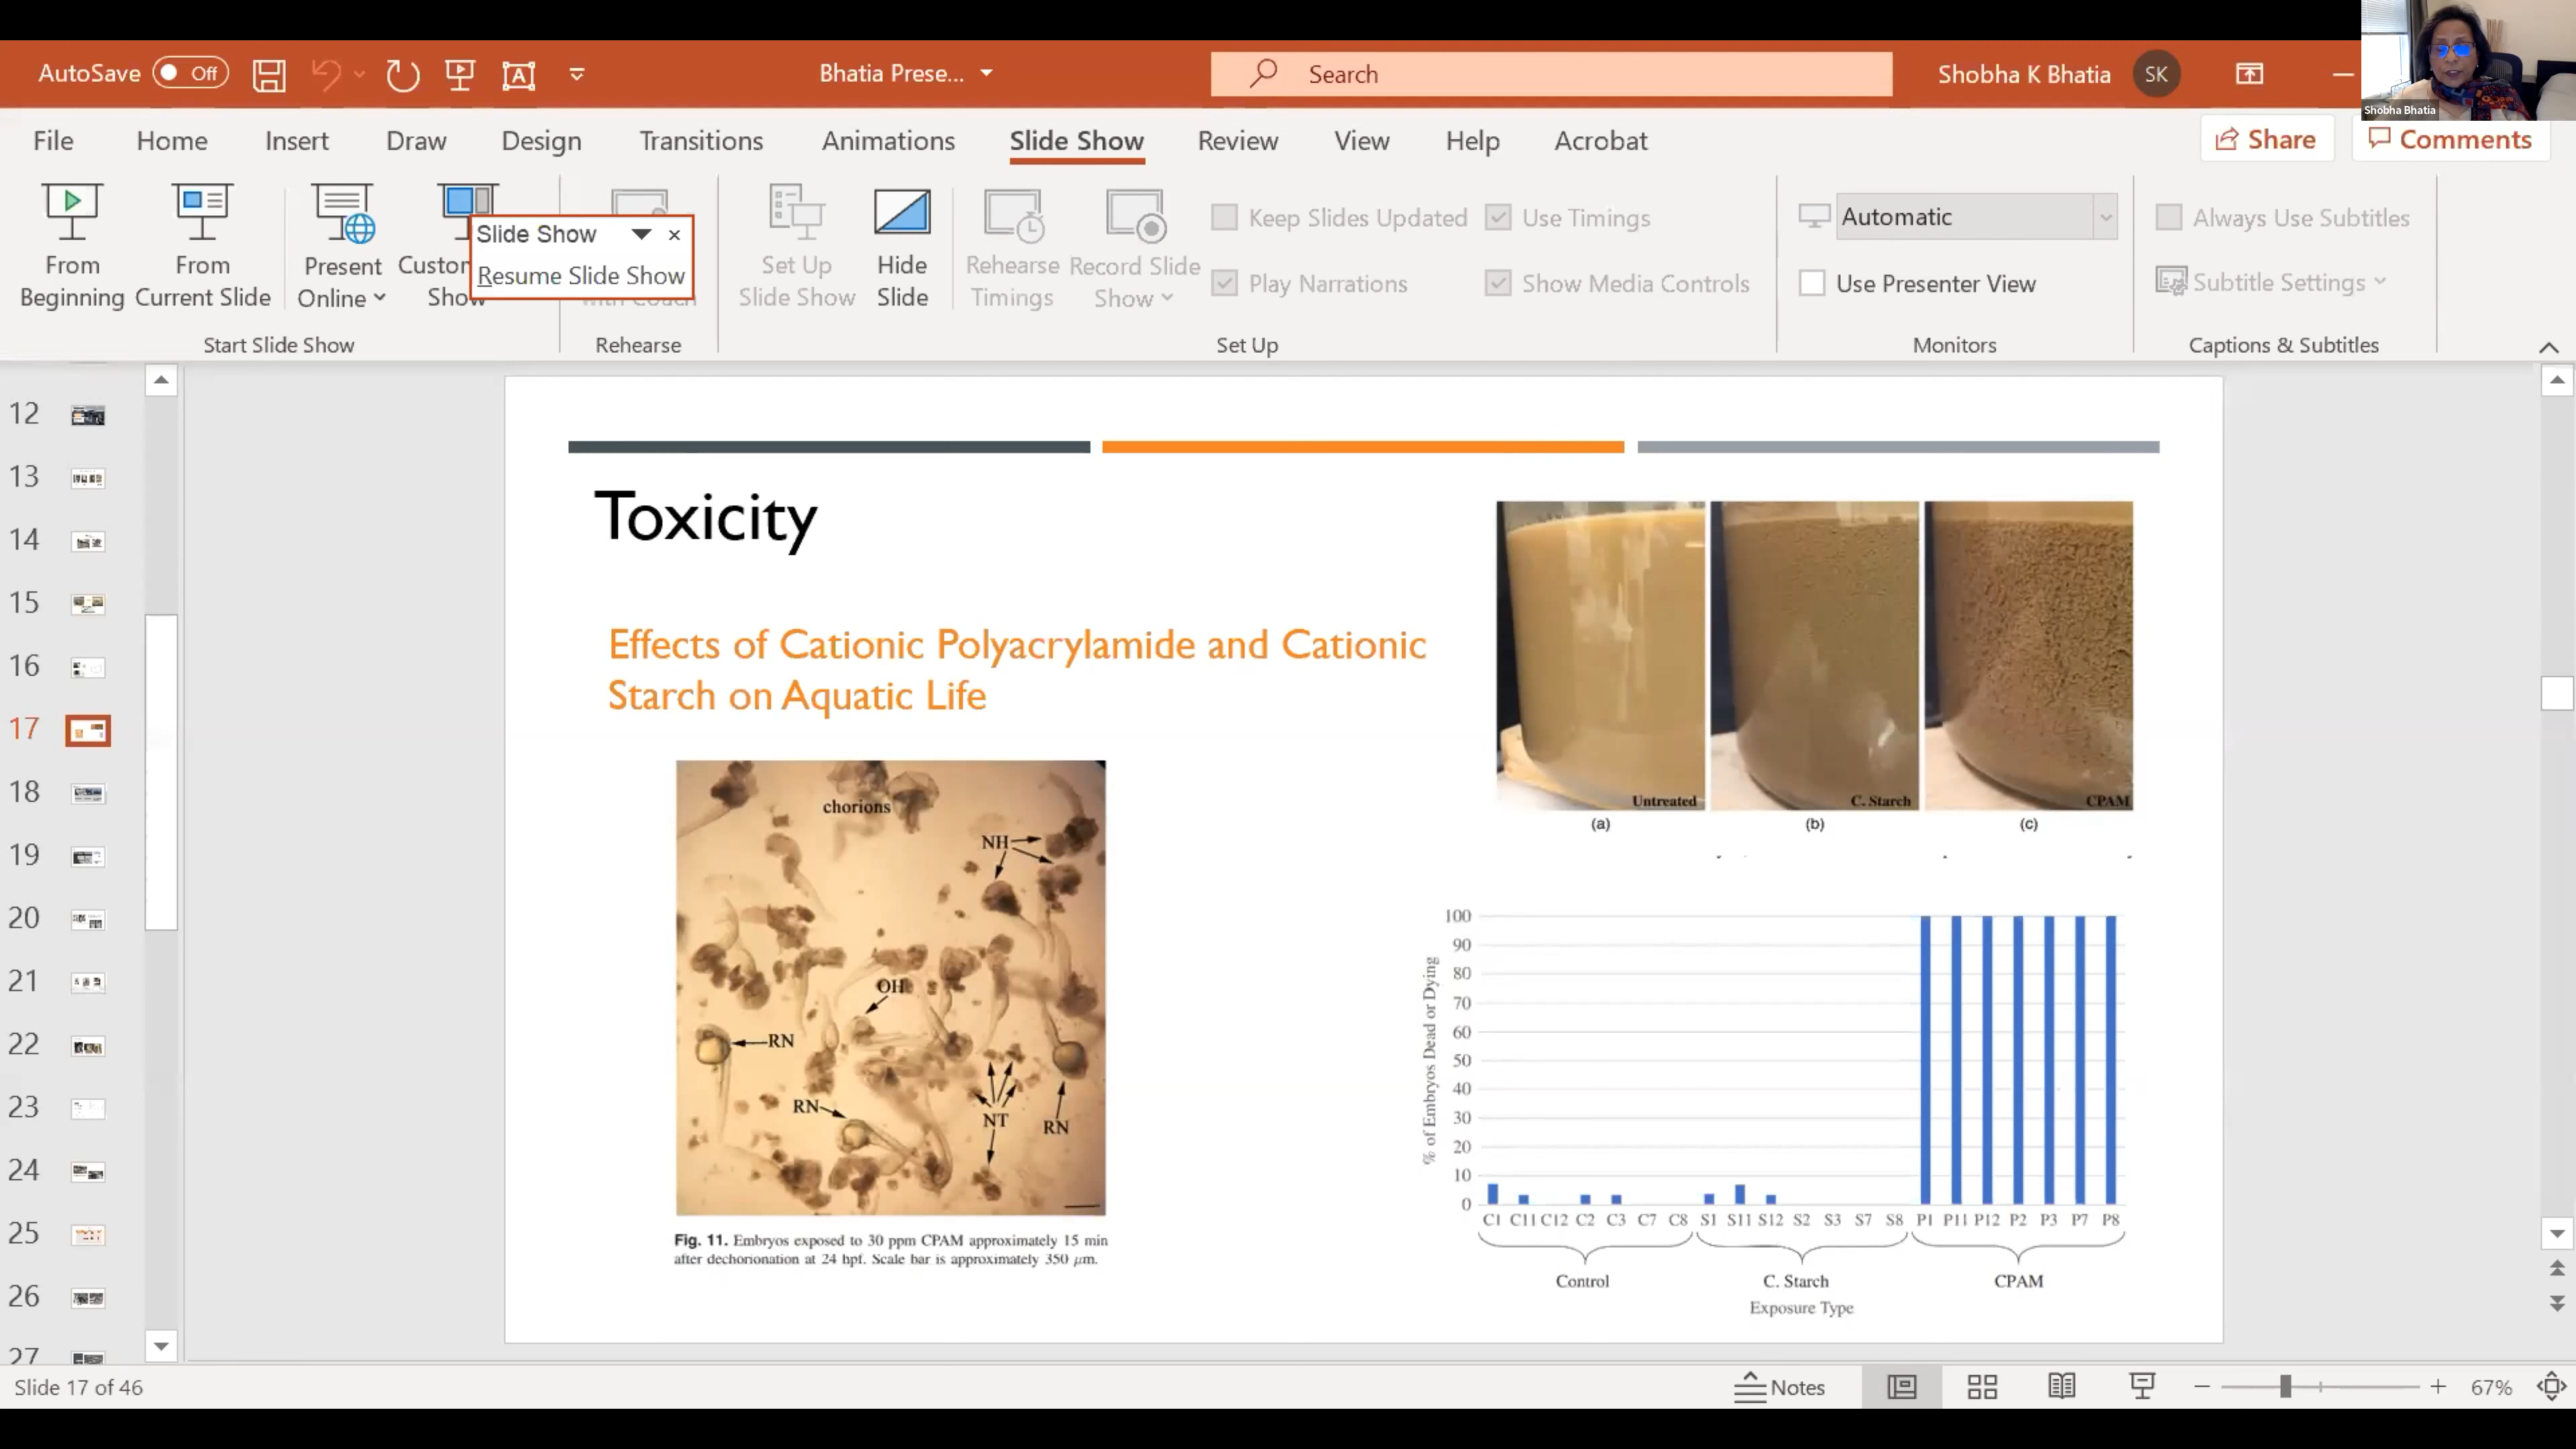 AutoSave Off
Bhatia Prese...
Search
Shobha K Bhatia SK
Shobha Bhatia
File Home Insert Draw Design Transitions Animations Slide Show Review View Help Acrobat
Share Comments
From Beginning
From Current Slide
Present Online
Custom
Show
Slide Show
Resume Slide Show
with Coach
Set Up Slide Show
Hide Slide
Rehearse Timings
Record Slide Show
Keep Slides Updated
Play Narrations
Use Timings
Show Media Controls
Automatic
Use Presenter View
Always Use Subtitles
Subtitle Settings
Start Slide Show
Rehearse
Set Up
Monitors
Captions & Subtitles
12
13
14
15
16
17
18
19
20
21
22
23
24
25
26
27
Toxicity
Effects of Cationic Polyacrylamide and Cationic
Starch on Aquatic Life
Untreated
C. Starch
CPAM
(a)
(b)
(c)
chorions
NH
OH
RN
RN
NT
RN
Fig. 11. Embryos exposed to 30 ppm CPAM approximately 15 min
after dechorionation at 24 hpf. Scale bar is approximately 350 μm.
% of Embryos Dead or Dying
100
90
80
70
60
50
40
30
20
10
0
C1 C11 C12 C2 C3 C7 C8 S1 S11 S12 S2 S3 S7 S8 P1 P11 P12 P2 P3 P7 P8
Control
C. Starch
CPAM
Exposure Type
Slide 17 of 46
Notes
67%